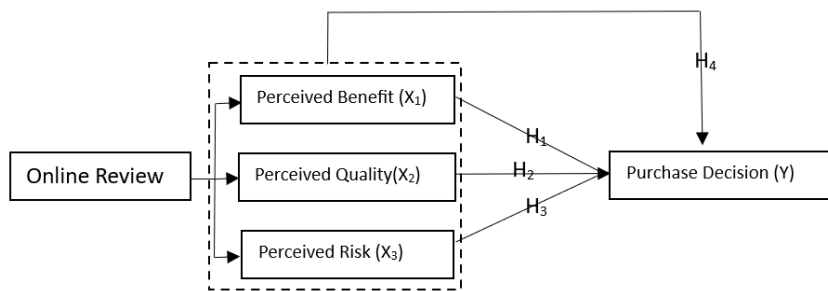 H₄
Perceived Benefit (X₁)
H₁
Online Review
Perceived Quality(X₂)
H₂
Purchase Decision (Y)
H₃
Perceived Risk (X₃)